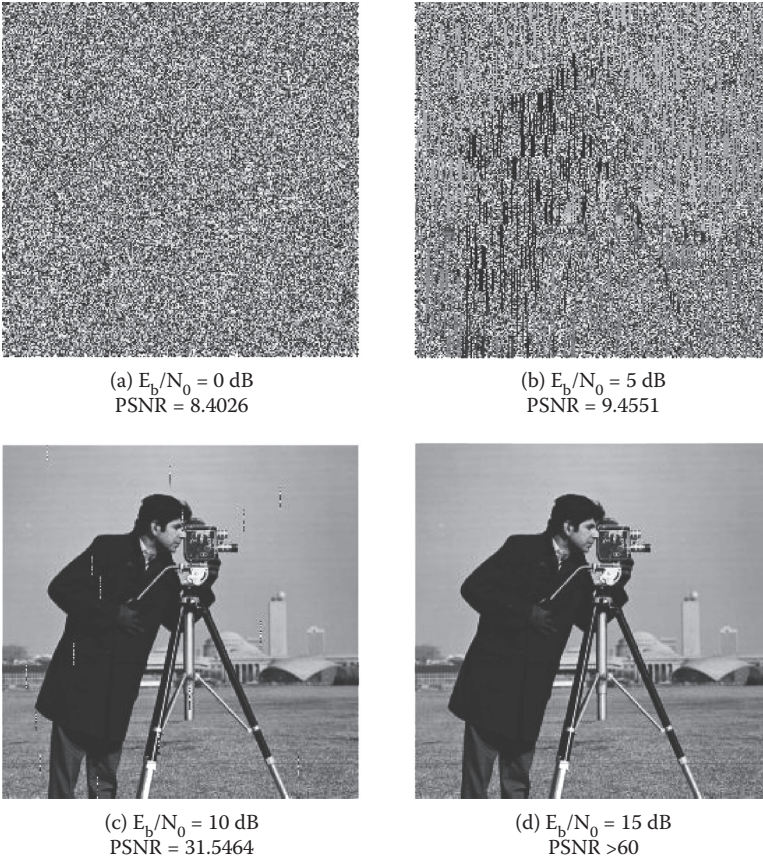 (a) E_b/N_0 = 0 dB
PSNR = 8.4026
(b) E_b/N_0 = 5 dB
PSNR = 9.4551
(c) E_b/N_0 = 10 dB
PSNR = 31.5464
(d) E_b/N_0 = 15 dB
PSNR >60